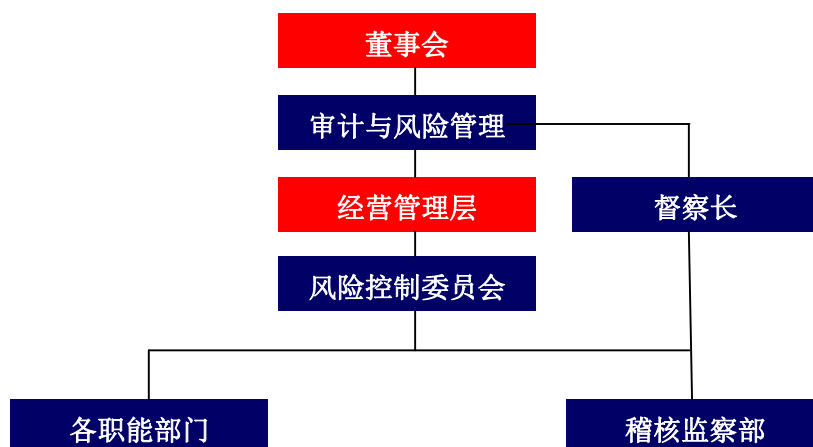 董事会
审计与风险管理
经营管理层
督察长
风险控制委员会
各职能部门
稽核监察部